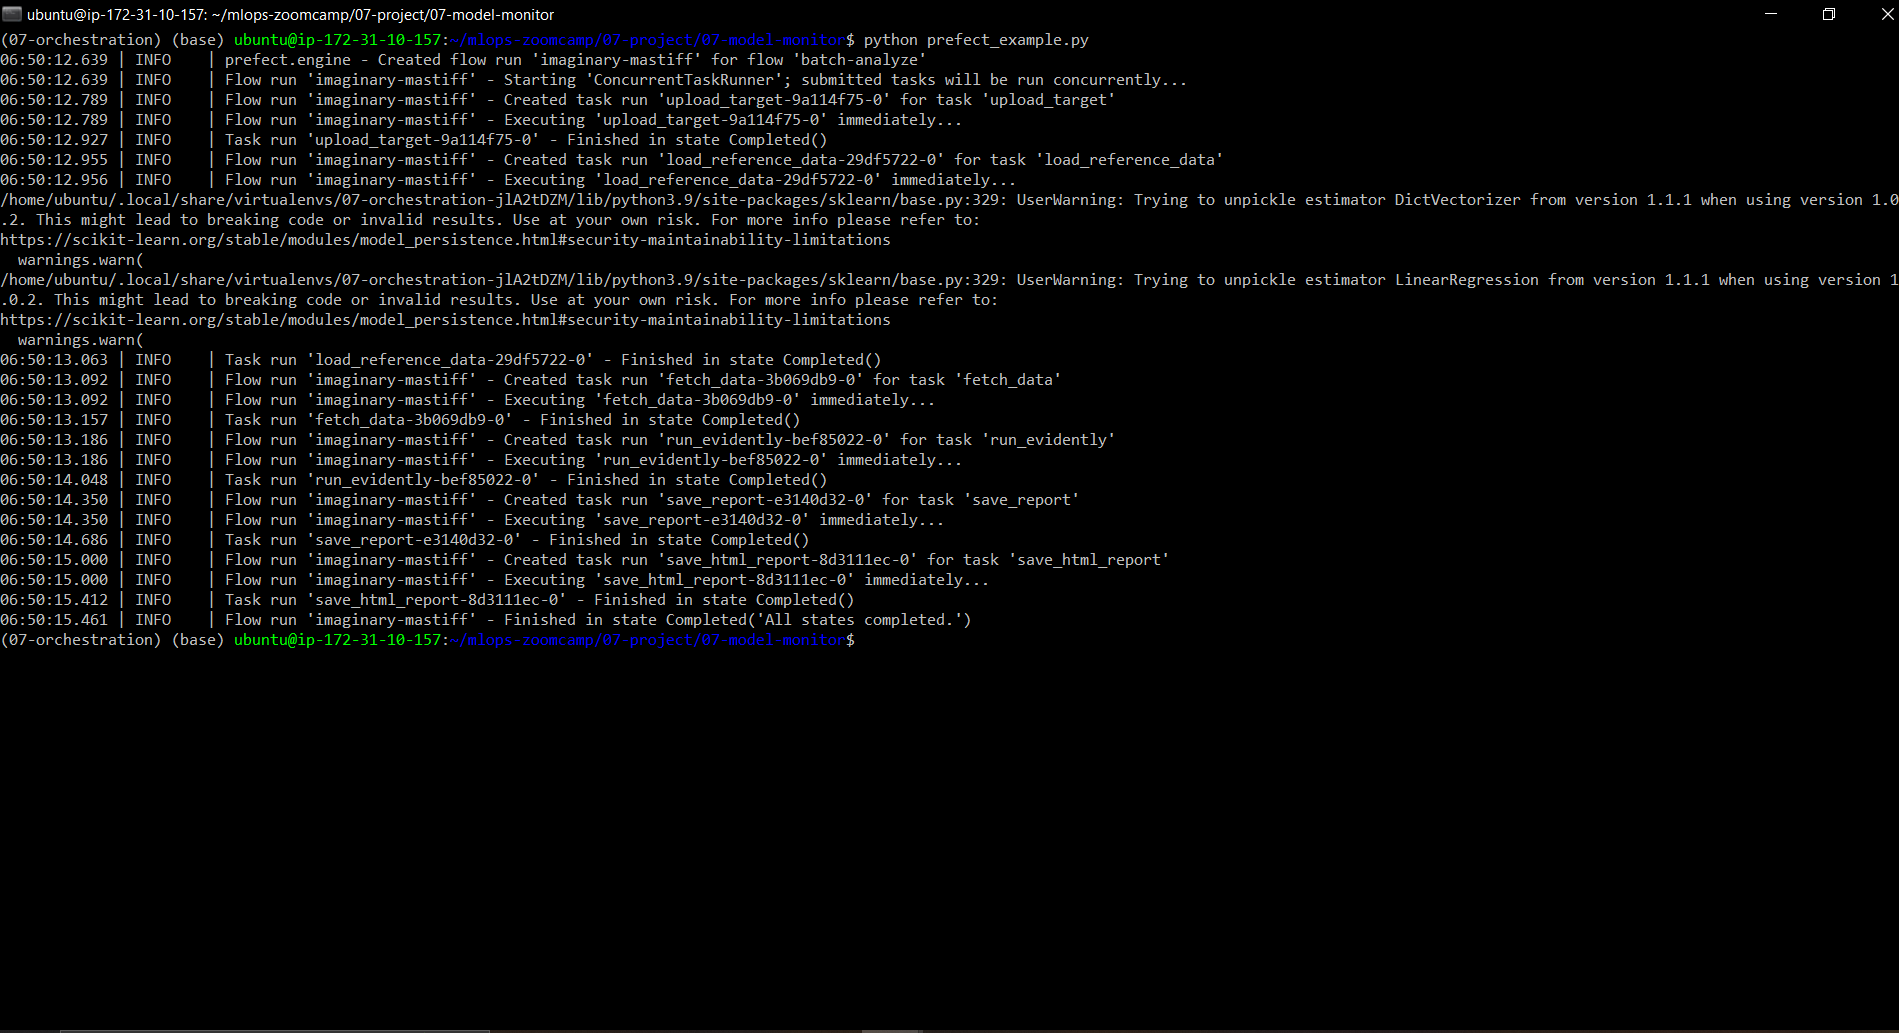 ubuntu@ip-172-31-10-157: ~/mlops-zoomcamp/07-project/07-model-monitor
(07-orchestration) (base) ubuntu@ip-172-31-10-157:~/mlops-zoomcamp/07-project/07-model-monitor$ python prefect_example.py
06:50:12.639 | INFO    | prefect.engine - Created flow run 'imaginary-mastiff' for flow 'batch-analyze'
06:50:12.639 | INFO    | Flow run 'imaginary-mastiff' - Starting 'ConcurrentTaskRunner'; submitted tasks will be run concurrently...
06:50:12.789 | INFO    | Flow run 'imaginary-mastiff' - Created task run 'upload_target-9a114f75-0' for task 'upload_target'
06:50:12.789 | INFO    | Flow run 'imaginary-mastiff' - Executing 'upload_target-9a114f75-0' immediately...
06:50:12.927 | INFO    | Task run 'upload_target-9a114f75-0' - Finished in state Completed()
06:50:12.955 | INFO    | Flow run 'imaginary-mastiff' - Created task run 'load_reference_data-29df5722-0' for task 'load_reference_data'
06:50:12.956 | INFO    | Flow run 'imaginary-mastiff' - Executing 'load_reference_data-29df5722-0' immediately...
/home/ubuntu/.local/share/virtualenvs/07-orchestration-jlA2tDZM/lib/python3.9/site-packages/sklearn/base.py:329: UserWarning: Trying to unpickle estimator DictVectorizer from version 1.1.1 when using version 1.0
.2. This might lead to breaking code or invalid results. Use at your own risk. For more info please refer to:
https://scikit-learn.org/stable/modules/model_persistence.html#security-maintainability-limitations
  warnings.warn(
/home/ubuntu/.local/share/virtualenvs/07-orchestration-jlA2tDZM/lib/python3.9/site-packages/sklearn/base.py:329: UserWarning: Trying to unpickle estimator LinearRegression from version 1.1.1 when using version 1
.0.2. This might lead to breaking code or invalid results. Use at your own risk. For more info please refer to:
https://scikit-learn.org/stable/modules/model_persistence.html#security-maintainability-limitations
  warnings.warn(
06:50:13.063 | INFO    | Task run 'load_reference_data-29df5722-0' - Finished in state Completed()
06:50:13.092 | INFO    | Flow run 'imaginary-mastiff' - Created task run 'fetch_data-3b069db9-0' for task 'fetch_data'
06:50:13.092 | INFO    | Flow run 'imaginary-mastiff' - Executing 'fetch_data-3b069db9-0' immediately...
06:50:13.157 | INFO    | Task run 'fetch_data-3b069db9-0' - Finished in state Completed()
06:50:13.186 | INFO    | Flow run 'imaginary-mastiff' - Created task run 'run_evidently-bef85022-0' for task 'run_evidently'
06:50:13.186 | INFO    | Flow run 'imaginary-mastiff' - Executing 'run_evidently-bef85022-0' immediately...
06:50:14.048 | INFO    | Task run 'run_evidently-bef85022-0' - Finished in state Completed()
06:50:14.350 | INFO    | Flow run 'imaginary-mastiff' - Created task run 'save_report-e3140d32-0' for task 'save_report'
06:50:14.350 | INFO    | Flow run 'imaginary-mastiff' - Executing 'save_report-e3140d32-0' immediately...
06:50:14.686 | INFO    | Task run 'save_report-e3140d32-0' - Finished in state Completed()
06:50:15.000 | INFO    | Flow run 'imaginary-mastiff' - Created task run 'save_html_report-8d3111ec-0' for task 'save_html_report'
06:50:15.000 | INFO    | Flow run 'imaginary-mastiff' - Executing 'save_html_report-8d3111ec-0' immediately...
06:50:15.412 | INFO    | Task run 'save_html_report-8d3111ec-0' - Finished in state Completed()
06:50:15.461 | INFO    | Flow run 'imaginary-mastiff' - Finished in state Completed('All states completed.')
(07-orchestration) (base) ubuntu@ip-172-31-10-157:~/mlops-zoomcamp/07-project/07-model-monitor$